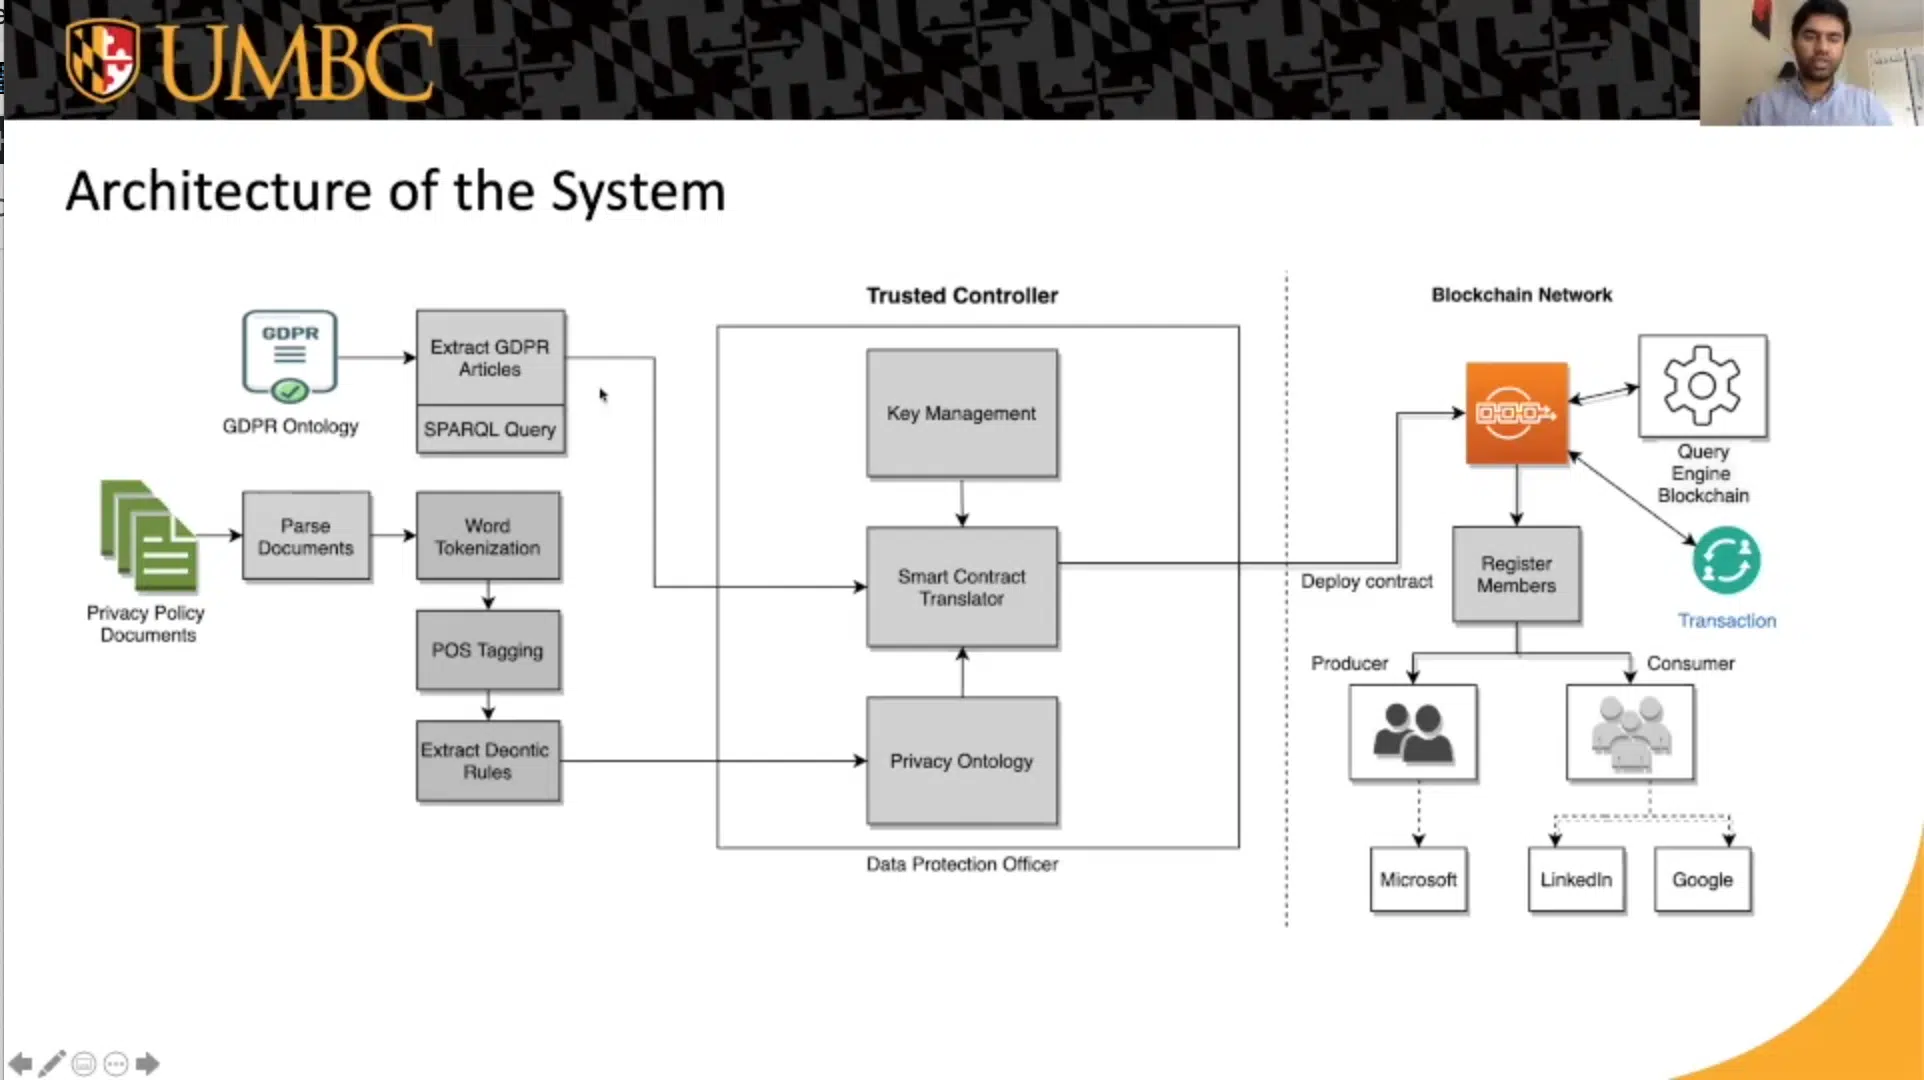 UMBC
Architecture of the System
Trusted Controller
Blockchain Network
GDPR
GDPR Ontology
Extract GDPR
Articles
SPARQL Query
Key Management
Query
Engine
Blockchain
Privacy Policy
Documents
Parse
Documents
Word
Tokenization
POS Tagging
Extract Deontic
Rules
Smart Contract
Translator
Privacy Ontology
Data Protection Officer
Deploy contract
Register
Members
Transaction
Producer
Consumer
Microsoft
LinkedIn
Google